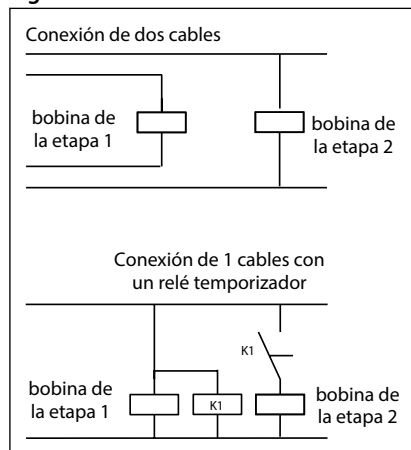 Conexión de dos cables
bobina de
la etapa 1
bobina de
la etapa 2
Conexión de 1 cables con
un relé temporizador
K1
bobina de
la etapa 1
K1
bobina de
la etapa 2